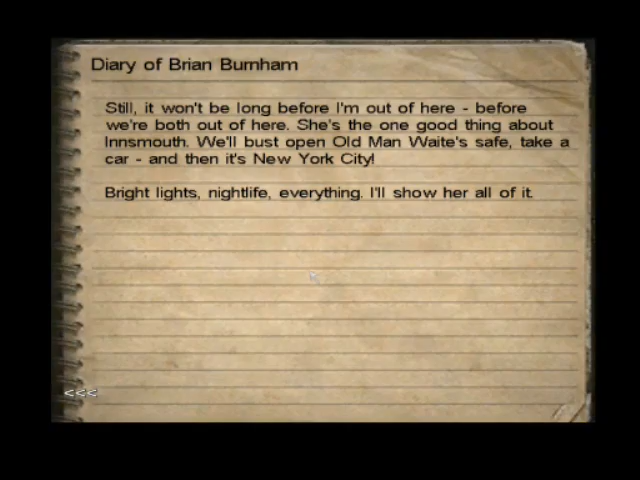 Diary of Brian Burnham
Still, it won't be long before I'm out of here - before
we're both out of here. She's the one good thing about
Innsmouth. We'll bust open Old Man Waite's safe, take a
car - and then it's New York City!
Bright lights, nightlife, everything. I'll show her all of it.
<<<